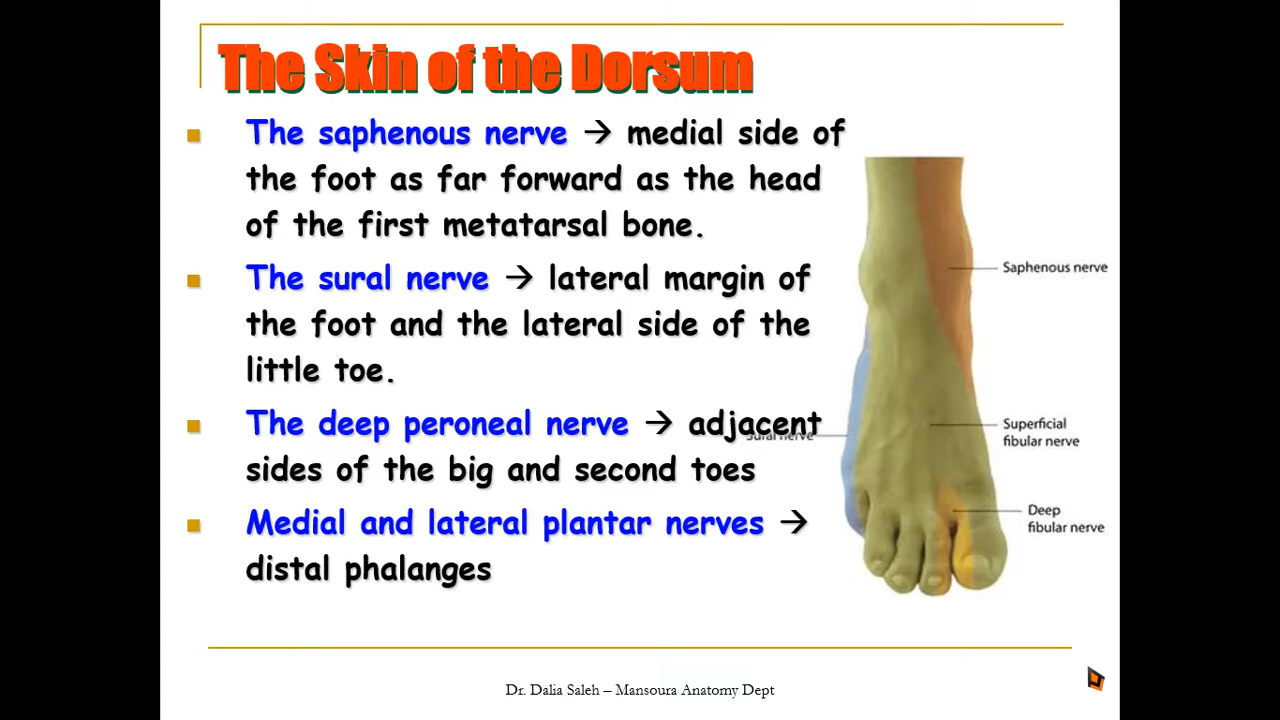 The Skin of the Dorsum
The saphenous nerve → medial side of
the foot as far forward as the head
of the first metatarsal bone.
The sural nerve → lateral margin of
the foot and the lateral side of the
little toe.
The deep peroneal nerve → adjacent
sides of the big and second toes
Medial and lateral plantar nerves →
distal phalanges
Saphenous nerve
Superficial
fibular nerve
Sural nerve
Deep
fibular nerve
Dr. Dalia Saleh – Mansoura Anatomy Dept